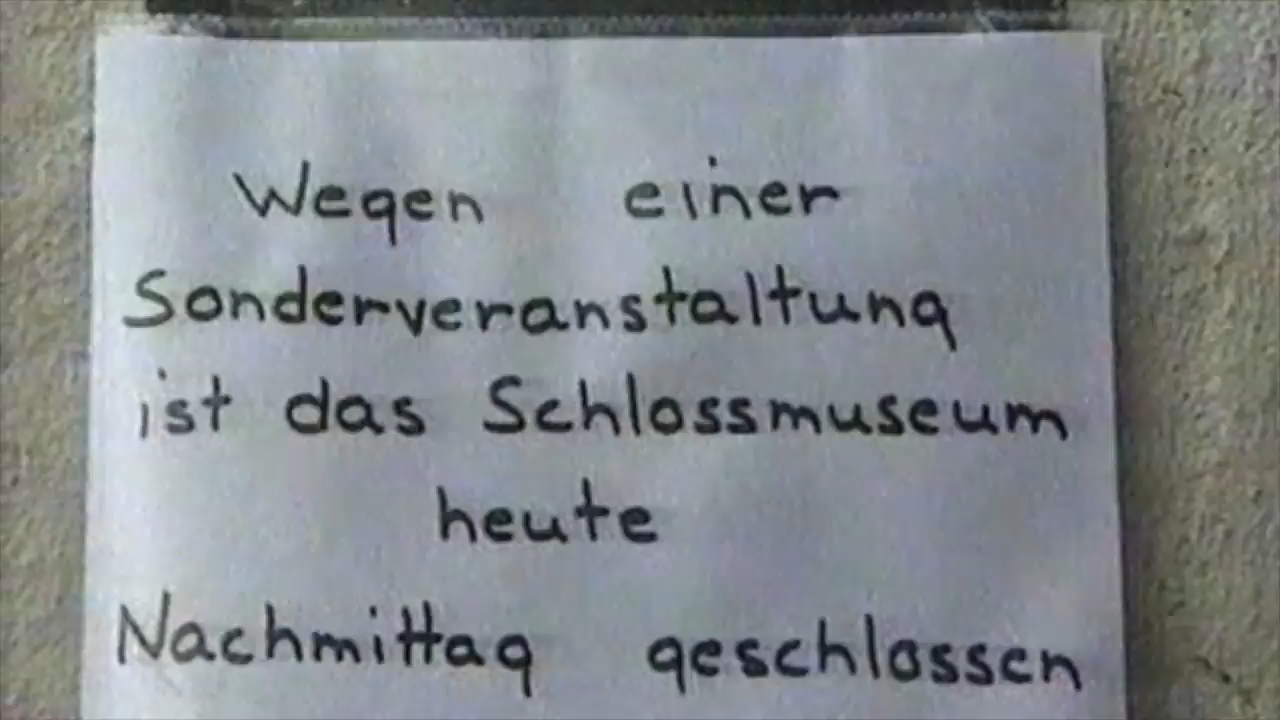 Wegen einer
Sonderveranstaltung
ist das Schlossmuseum
heute
Nachmittag geschlossen